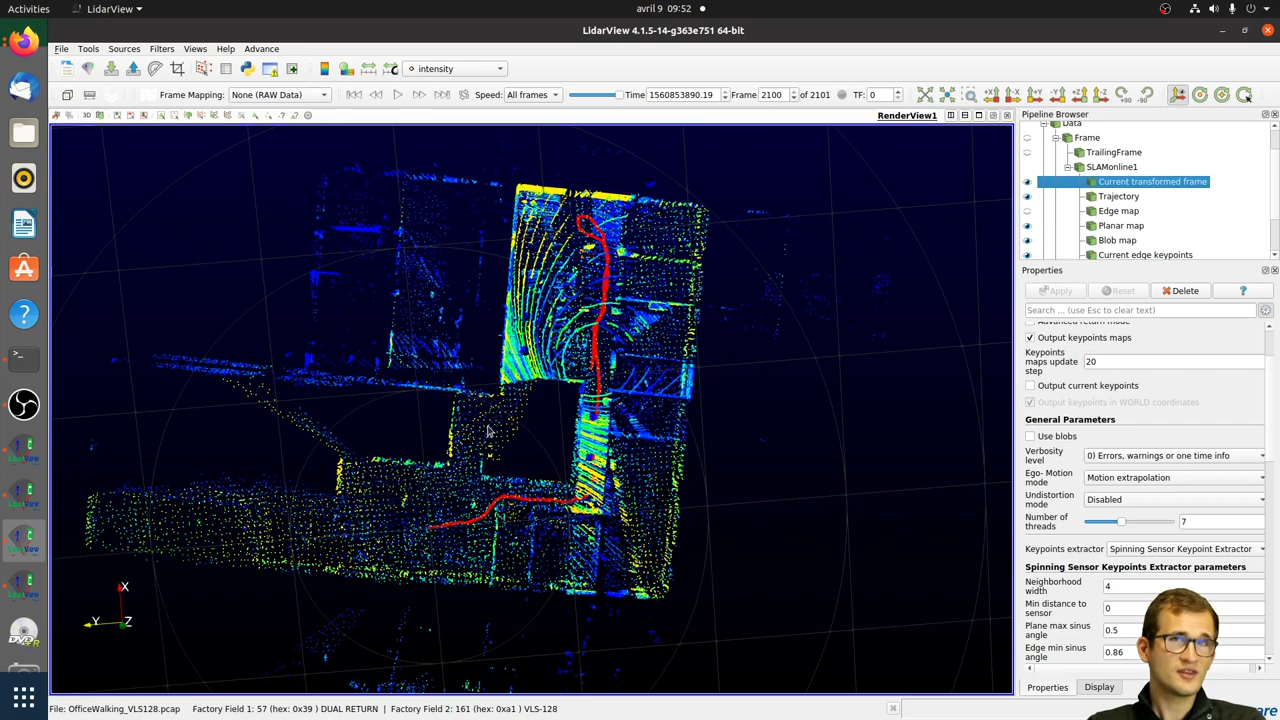 Activities LidarView avril 9 09:52
LidarView 4.1.5-14-g363e751 64-bit
File Tools Sources Filters Views Help Advance
intensity
Frame Mapping: None (RAW Data) Speed: All frames Time 1560853890.19 Frame 2100 of 2101 TF: 0
3D RenderView1
Pipeline Browser
Data
Frame
TrailingFrame
SLAMonline1
Current transformed frame
Trajectory
Edge map
Planar map
Blob map
Current edge keypoints
Properties
Apply Reset Delete ?
Search ... (use Esc to clear text)
Advanced return mode
Output keypoints maps
Keypoints maps update step 20
Output current keypoints
Output keypoints in WORLD coordinates
General Parameters
Use blobs
Verbosity level 0) Errors, warnings or one time info
Ego- Motion mode Motion extrapolation
Undistortion mode Disabled
Number of threads 7
Keypoints extractor Spinning Sensor Keypoint Extractor
Spinning Sensor Keypoints Extractor parameters
Neighborhood width 4
Min distance to sensor 0
Plane max sinus angle 0.5
Edge min sinus angle 0.86
X
Y
Z
Properties Display
File: OfficeWalking_VLS128.pcap Factory Field 1: 57 (hex: 0x39) DUAL RETURN | Factory Field 2: 161 (hex: 0xa1) VLS-128